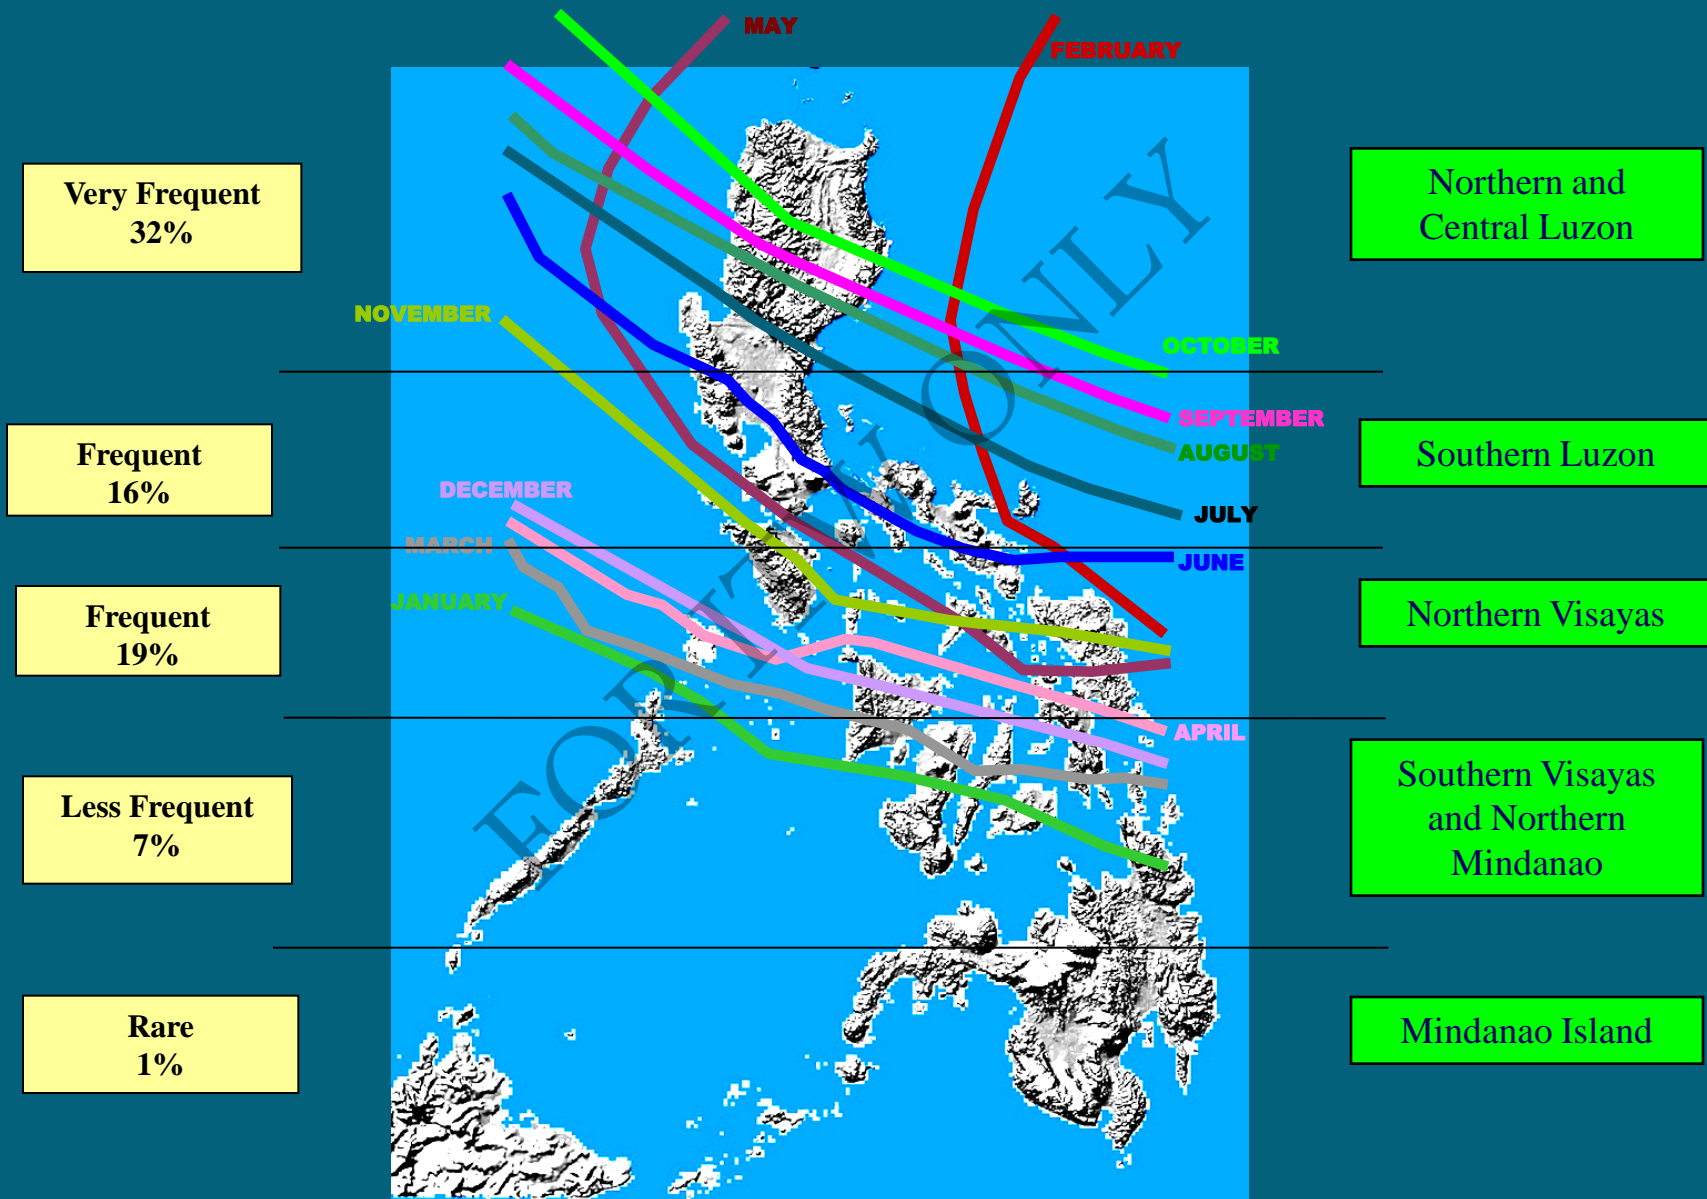 MAY
FEBRUARY
Very Frequent
32%
Northern and
Central Luzon
NOVEMBER
OCTOBER
SEPTEMBER
AUGUST
Frequent
16%
Southern Luzon
DECEMBER
JULY
MARCH
JUNE
JANUARY
Frequent
19%
Northern Visayas
APRIL
Less Frequent
7%
Southern Visayas
and Northern
Mindanao
Rare
1%
Mindanao Island
FOR TW ONLY